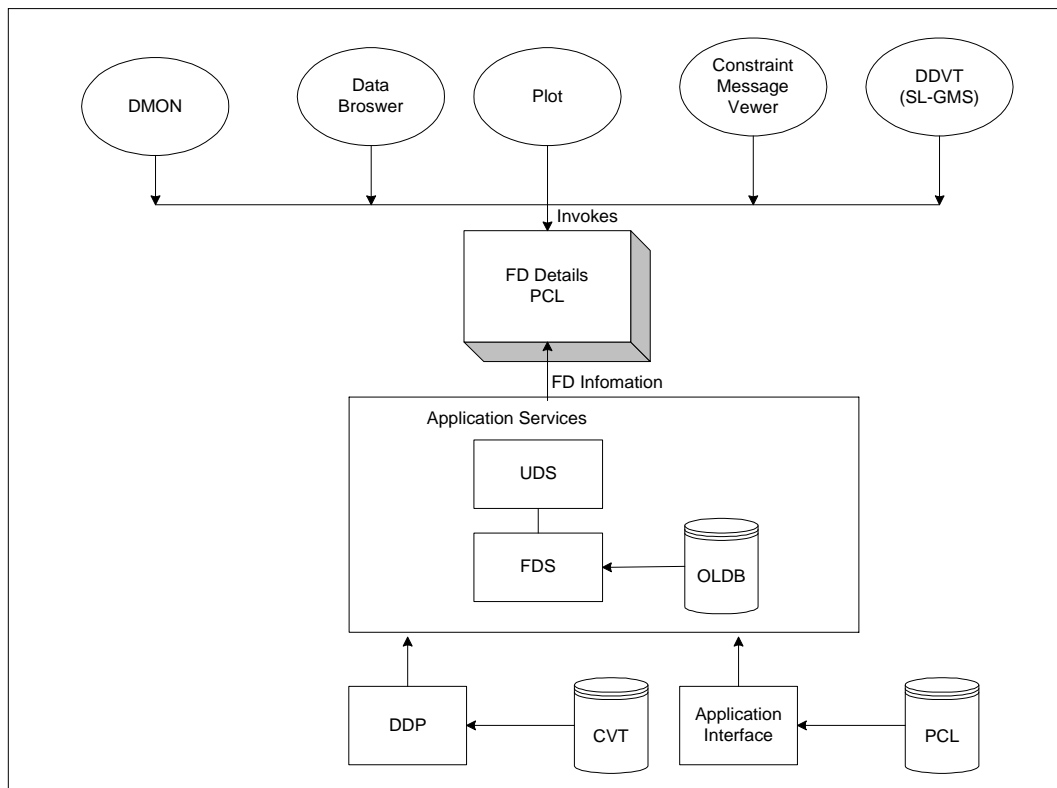 DMON
Data
Broswer
Plot
Constraint
Message
Vewer
DDVT
(SL-GMS)
Invokes
FD Details
PCL
FD Infomation
Application Services
UDS
FDS
OLDB
DDP
CVT
Application
Interface
PCL